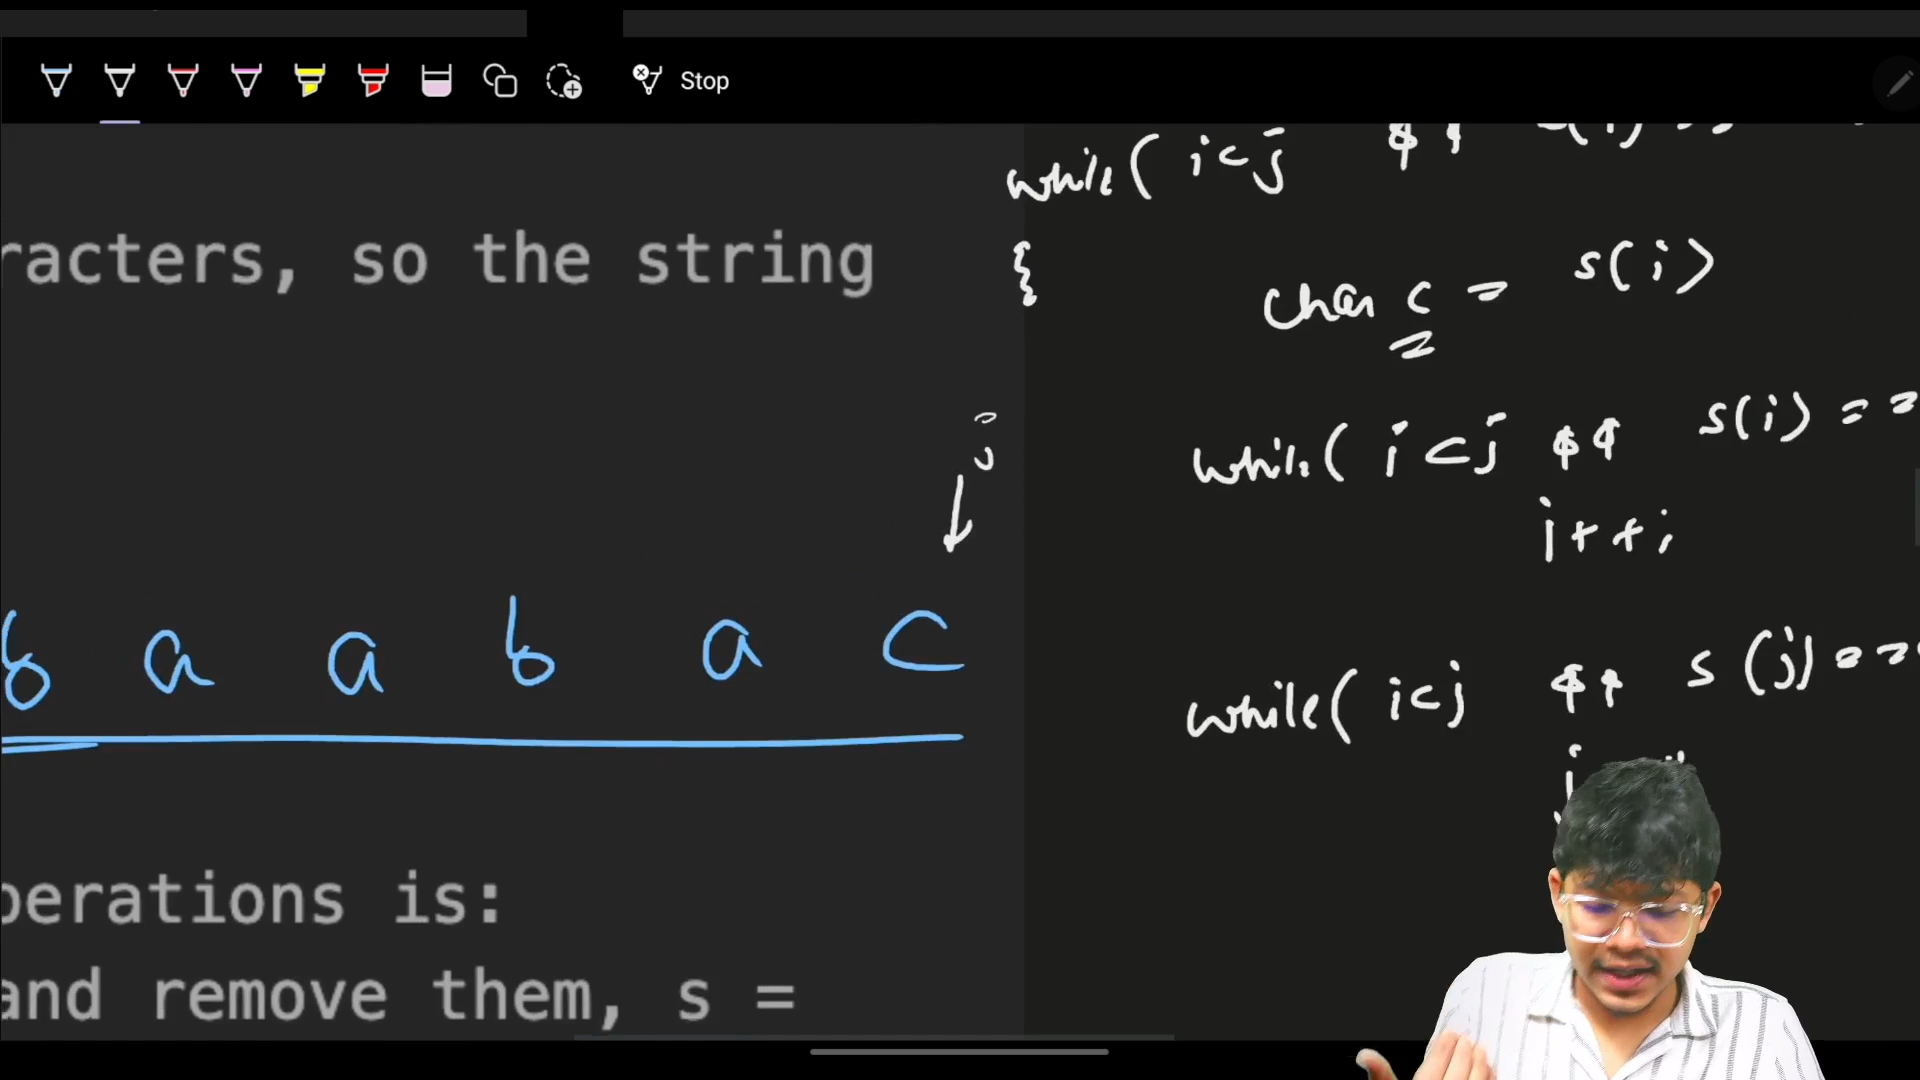 Stop
while( i<j && s(i) ==
racters, so the string
{
char c = s(i)
j
while( i<j && s(i) ==
i++;
b a a b a c
while( i<j && s(j) ==
perations is:
and remove them, s =